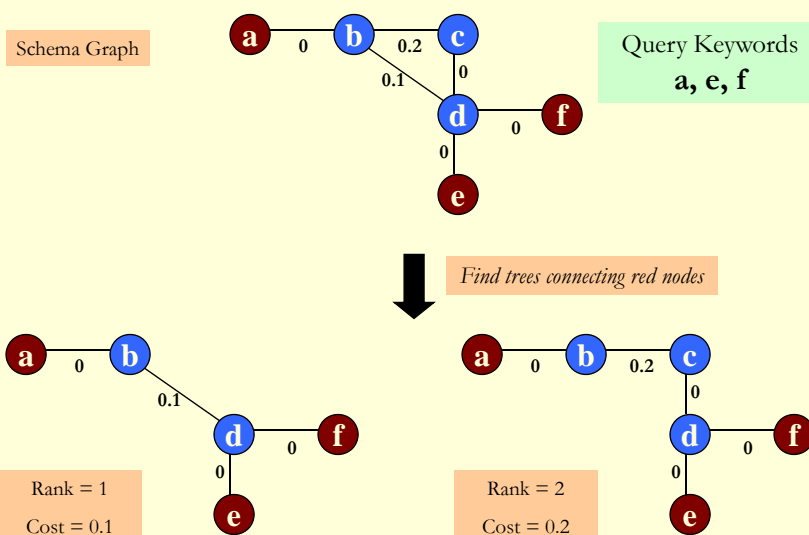 Schema Graph
a
0
b
0.2
c
0.1
0
d
0
f
0
e
Query Keywords
a, e, f
Find trees connecting red nodes
a
0
b
0.1
d
0
f
0
e
Rank = 1
Cost = 0.1
a
0
b
0.2
c
0
d
0
f
0
e
Rank = 2
Cost = 0.2